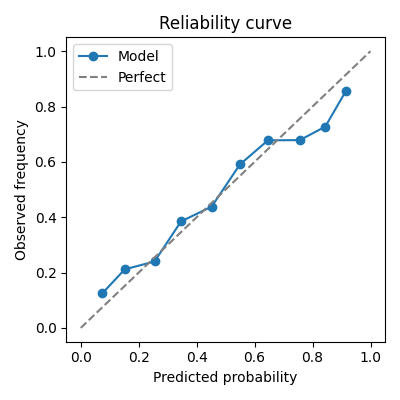 Reliability curve
Model
Perfect
Observed frequency
1.0
0.8
0.6
0.4
0.2
0.0
0.0 0.2 0.4 0.6 0.8 1.0
Predicted probability